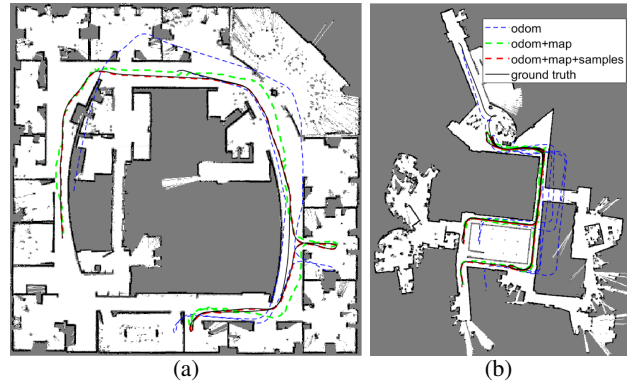 odom
odom+map
odom+map+samples
ground truth
(a)
(b)